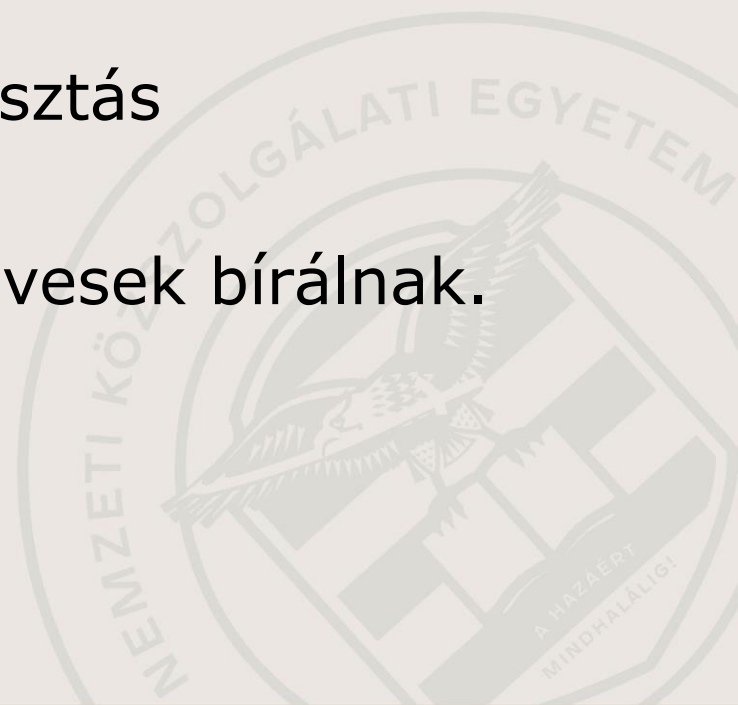 sztás
vesek bírálnak.
NEMZETI KÖZSZOLGÁLATI EGYETEM
A HAZÁÉRT
MINDHALÁLIG!